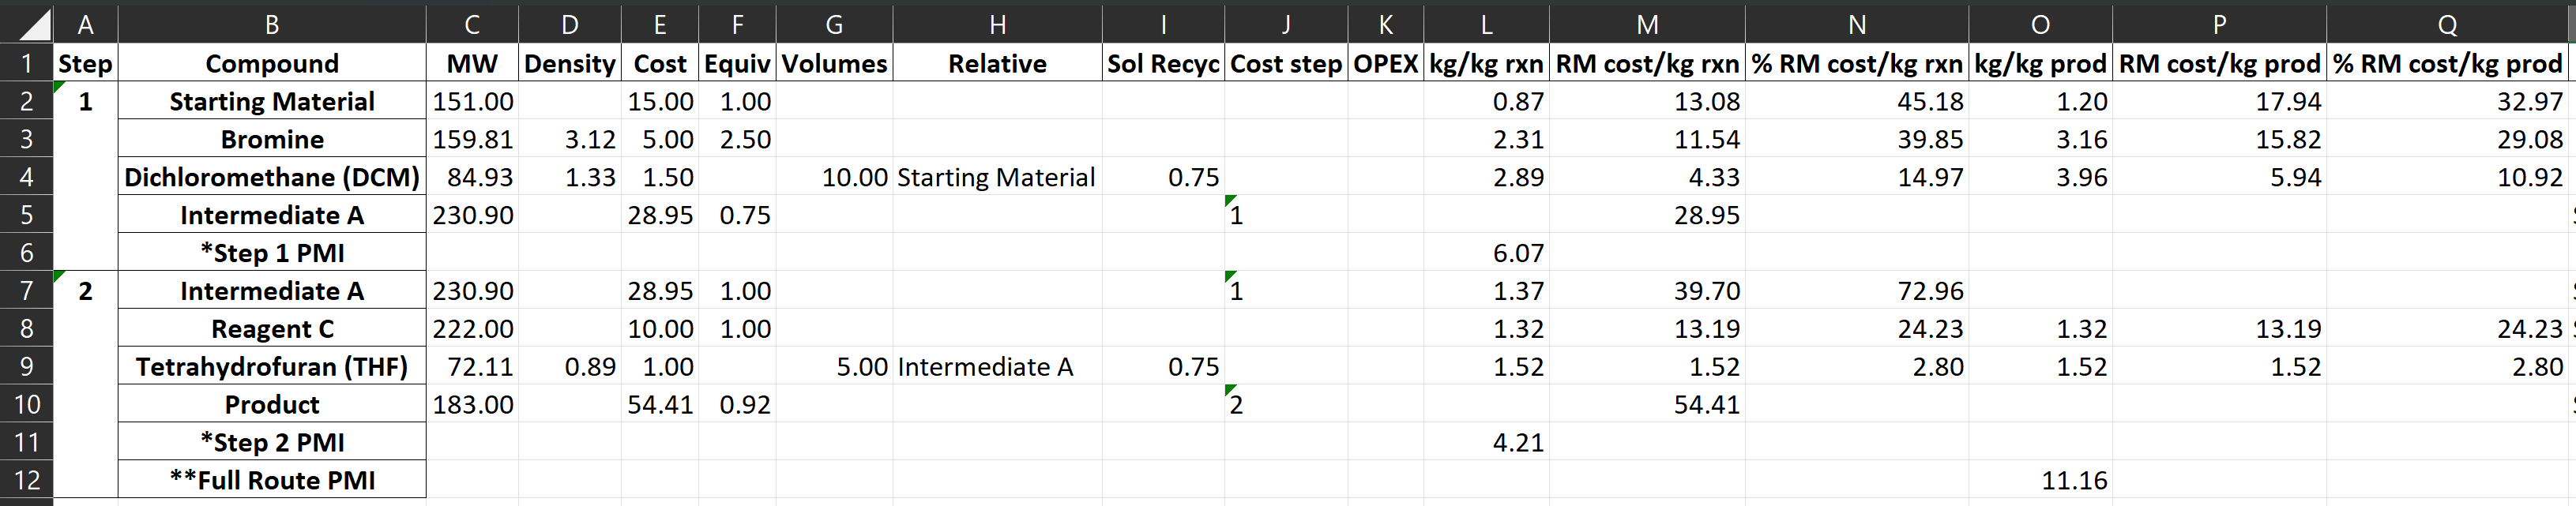 A B C D E F G H I J K L M N O P Q
1 Step Compound MW Density Cost Equiv Volumes Relative Sol Recyc Cost step OPEX kg/kg rxn RM cost/kg rxn % RM cost/kg rxn kg/kg prod RM cost/kg prod % RM cost/kg prod
2 1 Starting Material 151.00 15.00 1.00 0.87 13.08 45.18 1.20 17.94 32.97
3 Bromine 159.81 3.12 5.00 2.50 2.31 11.54 39.85 3.16 15.82 29.08
4 Dichloromethane (DCM) 84.93 1.33 1.50 10.00 Starting Material 0.75 2.89 4.33 14.97 3.96 5.94 10.92
5 Intermediate A 230.90 28.95 0.75 1 28.95
6 *Step 1 PMI 6.07
7 2 Intermediate A 230.90 28.95 1.00 1 1.37 39.70 72.96
8 Reagent C 222.00 10.00 1.00 1.32 13.19 24.23 1.32 13.19 24.23
9 Tetrahydrofuran (THF) 72.11 0.89 1.00 5.00 Intermediate A 0.75 1.52 1.52 2.80 1.52 1.52 2.80
10 Product 183.00 54.41 0.92 2 54.41
11 *Step 2 PMI 4.21
12 **Full Route PMI 11.16